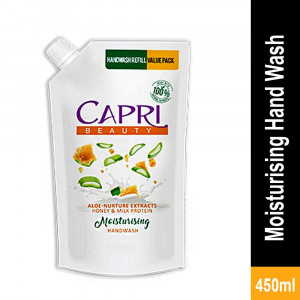 HANDWASH REFILL VALUE PACK
100%
CAPRI
BEAUTY
ALOE-NURTURE EXTRACTS
HONEY & MILK PROTEIN
Moisturising
HANDWASH
Moisturising Hand Wash
450ml